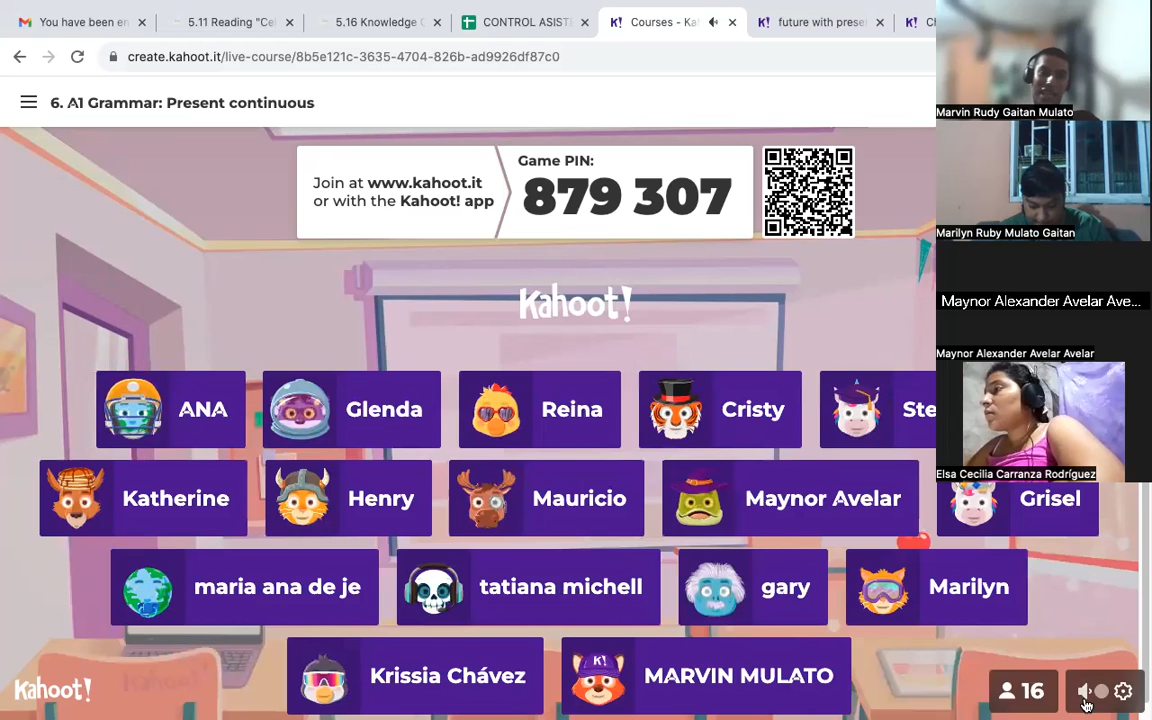 You have been en
5.11 Reading "Cel
5.16 Knowledge C
CONTROL ASIST
Courses - Ka
future with prese
create.kahoot.it/live-course/8b5e121c-3635-4704-826b-ad9926df87c0
6. A1 Grammar: Present continuous
Join at www.kahoot.it
or with the Kahoot! app
Game PIN:
879 307
Kahoot!
ANA
Glenda
Reina
Cristy
Ste
Katherine
Henry
Mauricio
Maynor Avelar
Grisel
maria ana de je
tatiana michell
gary
Marilyn
Krissia Chávez
MARVIN MULATO
Kahoot!
16
Marvin Rudy Gaitan Mulato
Marilyn Ruby Mulato Gaitan
Maynor Alexander Avelar Ave...
Maynor Alexander Avelar Avelar
Elsa Cecilia Carranza Rodríguez